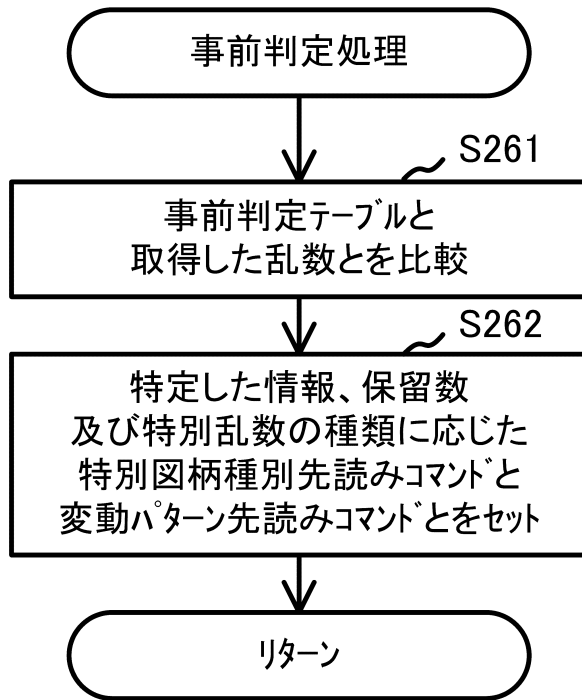 事前判定処理
S261
事前判定ﾃｰﾌﾞﾙと
取得した乱数とを比較
S262
特定した情報、保留数
及び特別乱数の種類に応じた
特別図柄種別先読みｺﾏﾝﾄﾞと
変動ﾊﾟﾀｰﾝ先読みｺﾏﾝﾄﾞとをｾｯﾄ
ﾘﾀｰﾝ